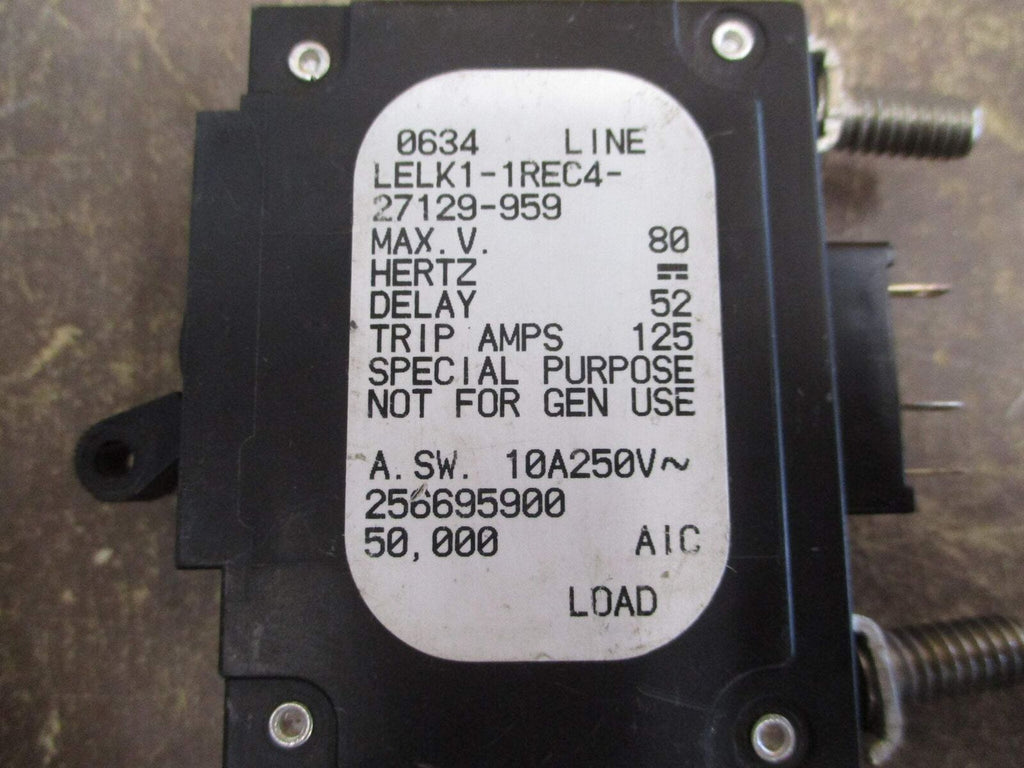 0634 LINE
LELK1-1REC4-
27129-959
MAX. V. 80
HERTZ ⎓
DELAY 52
TRIP AMPS 125
SPECIAL PURPOSE
NOT FOR GEN USE
A. SW. 10A250V~
256695900
50,000 AIC
LOAD